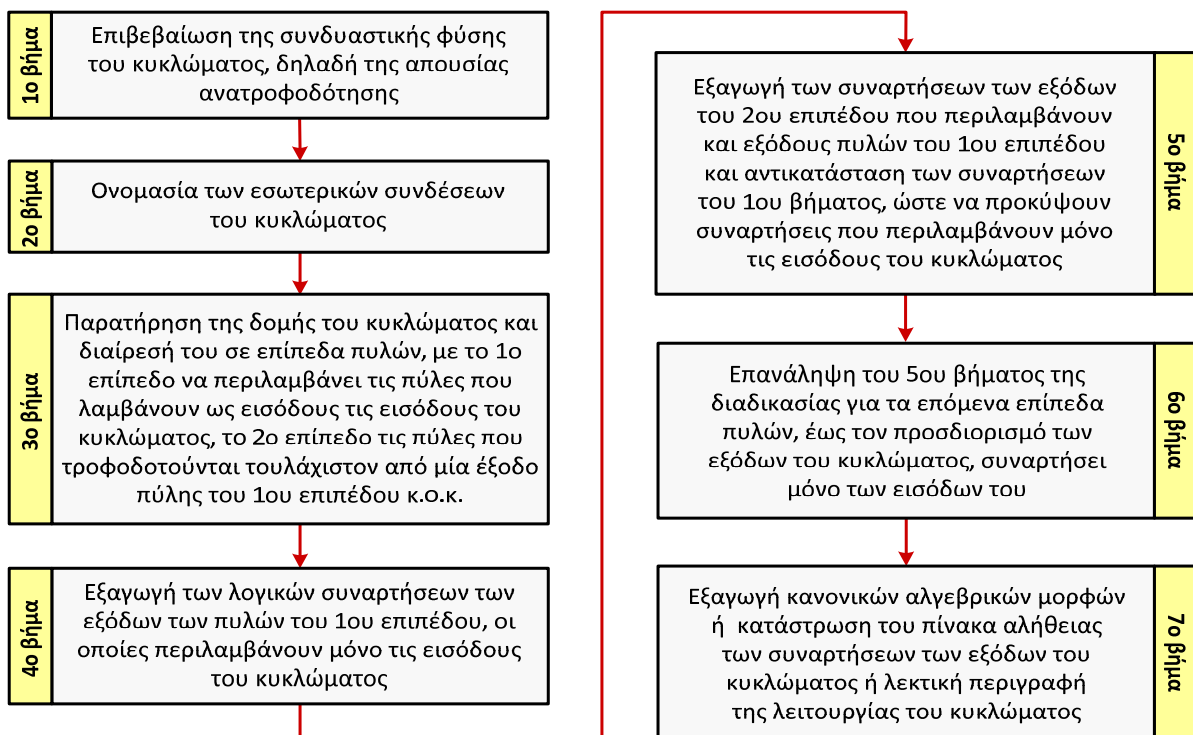 1ο βήμα
Επιβεβαίωση της συνδυαστικής φύσης
του κυκλώματος, δηλαδή της απουσίας
ανατροφοδότησης
2ο βήμα
Ονομασία των εσωτερικών συνδέσεων
του κυκλώματος
3ο βήμα
Παρατήρηση της δομής του κυκλώματος και
διαίρεσή του σε επίπεδα πυλών, με το 1ο
επίπεδο να περιλαμβάνει τις πύλες που
λαμβάνουν ως εισόδους τις εισόδους του
κυκλώματος, το 2ο επίπεδο τις πύλες που
τροφοδοτούνται τουλάχιστον από μία έξοδο
πύλης του 1ου επιπέδου κ.ο.κ.
4ο βήμα
Εξαγωγή των λογικών συναρτήσεων των
εξόδων των πυλών του 1ου επιπέδου, οι
οποίες περιλαμβάνουν μόνο τις εισόδους
του κυκλώματος
5ο βήμα
Εξαγωγή των συναρτήσεων των εξόδων
του 2ου επιπέδου που περιλαμβάνουν
και εξόδους πυλών του 1ου επιπέδου
και αντικατάσταση των συναρτήσεων
του 1ου βήματος, ώστε να προκύψουν
συναρτήσεις που περιλαμβάνουν μόνο
τις εισόδους του κυκλώματος
6ο βήμα
Επανάληψη του 5ου βήματος της
διαδικασίας για τα επόμενα επίπεδα
πυλών, έως τον προσδιορισμό των
εξόδων του κυκλώματος, συναρτήσει
μόνο των εισόδων του
7ο βήμα
Εξαγωγή κανονικών αλγεβρικών μορφών
ή κατάστρωση του πίνακα αλήθειας
των συναρτήσεων των εξόδων του
κυκλώματος ή λεκτική περιγραφή
της λειτουργίας του κυκλώματος